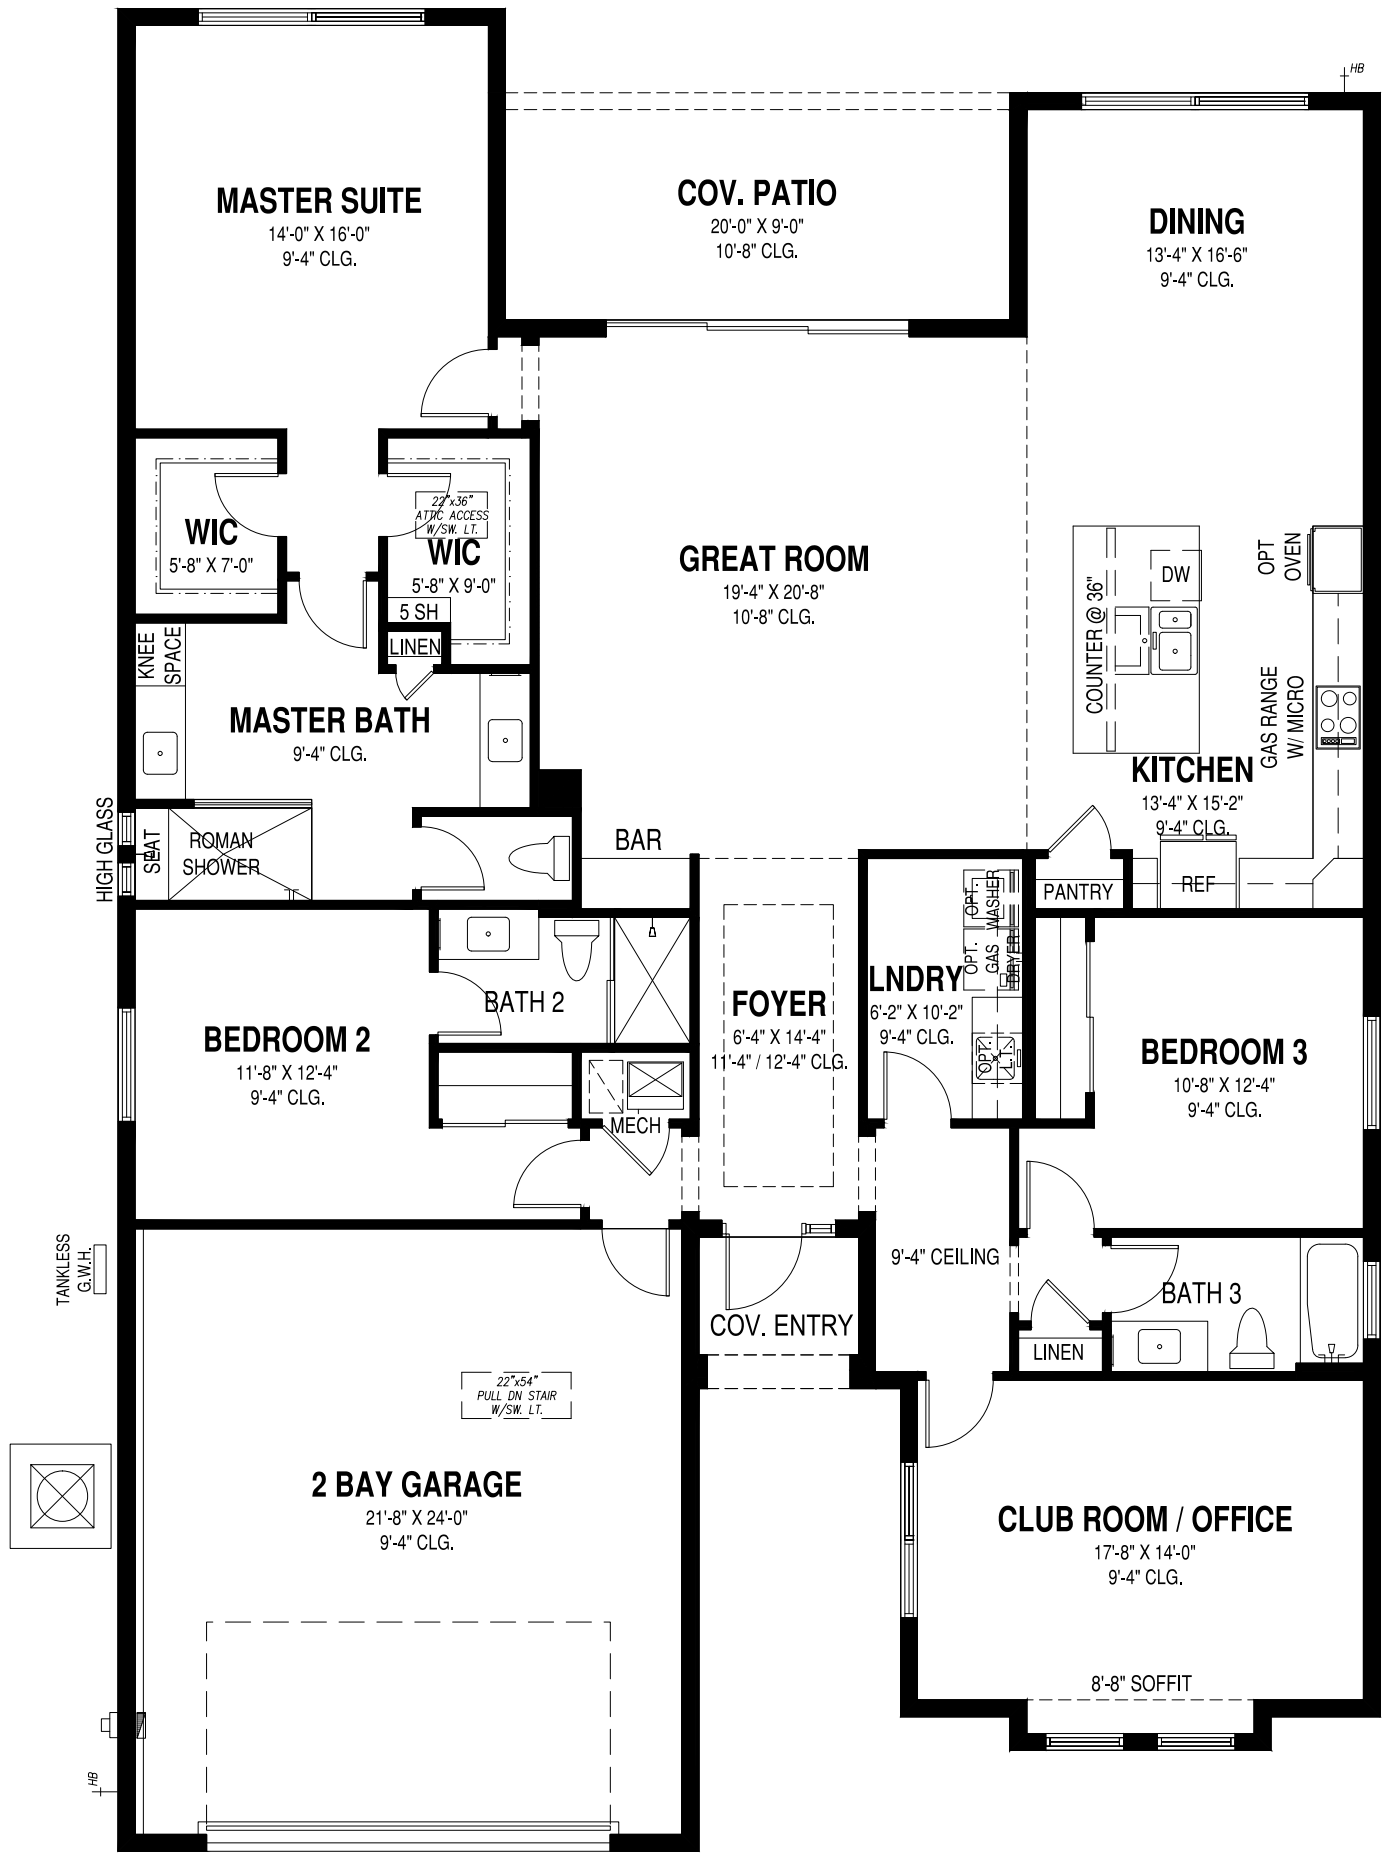 HB
MASTER SUITE
14'-0" X 16'-0"
9'-4" CLG.
COV. PATIO
20'-0" X 9'-0"
10'-8" CLG.
DINING
13'-4" X 16'-6"
9'-4" CLG.
WIC
5'-8" X 7'-0"
22"x36"
ATTIC ACCESS
W/SW. LT.
WIC
5'-8" X 9'-0"
5 SH
LINEN
GREAT ROOM
19'-4" X 20'-8"
10'-8" CLG.
COUNTER @ 36"
DW
OPT
OVEN
GAS RANGE
W/ MICRO
KITCHEN
13'-4" X 15'-2"
9'-4" CLG.
KNEE
SPACE
MASTER BATH
9'-4" CLG.
HIGH GLASS
SEAT
ROMAN
SHOWER
BAR
PANTRY
REF
OPT.
WASHER
OPT.
GAS
DRYER
LNDRY
6'-2" X 10'-2"
9'-4" CLG.
OPT.
L.T.
BATH 2
FOYER
6'-4" X 14'-4"
11'-4" / 12'-4" CLG.
BEDROOM 2
11'-8" X 12'-4"
9'-4" CLG.
MECH
BEDROOM 3
10'-8" X 12'-4"
9'-4" CLG.
TANKLESS
G.W.H.
9'-4" CEILING
BATH 3
COV. ENTRY
LINEN
22"x54"
PULL DN STAIR
W/SW. LT.
2 BAY GARAGE
21'-8" X 24'-0"
9'-4" CLG.
CLUB ROOM / OFFICE
17'-8" X 14'-0"
9'-4" CLG.
8'-8" SOFFIT
HB